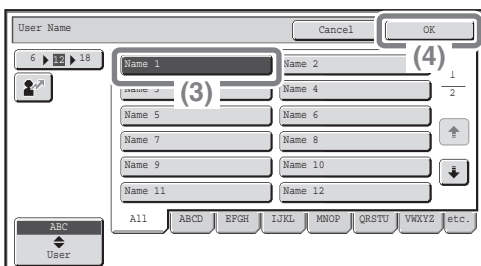 User Name Cancel OK
6 12 18 Name 1 Name 2 (4) 1
(3) Name 4 2
Name 5 Name 6
Name 7 Name 8
Name 9 Name 10
Name 11 Name 12
All ABCD EFGH IJKL MNOP QRSTU VWXYZ etc.
ABC
User